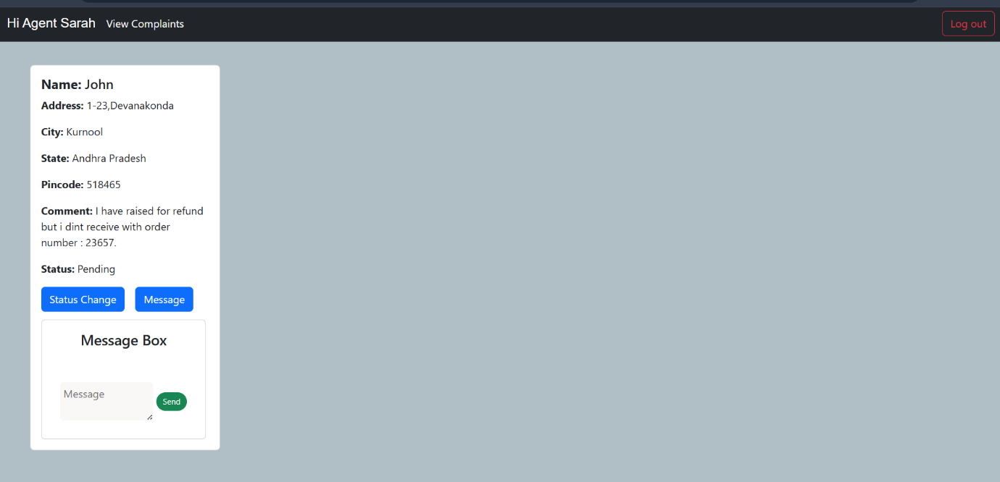 Hi Agent Sarah View Complaints Log out
Name: John
Address: 1-23,Devanakonda
City: Kurnool
State: Andhra Pradesh
Pincode: 518465
Comment: I have raised for refund
but i dint receive with order
number : 23657.
Status: Pending
Status Change Message
Message Box
Message
Send